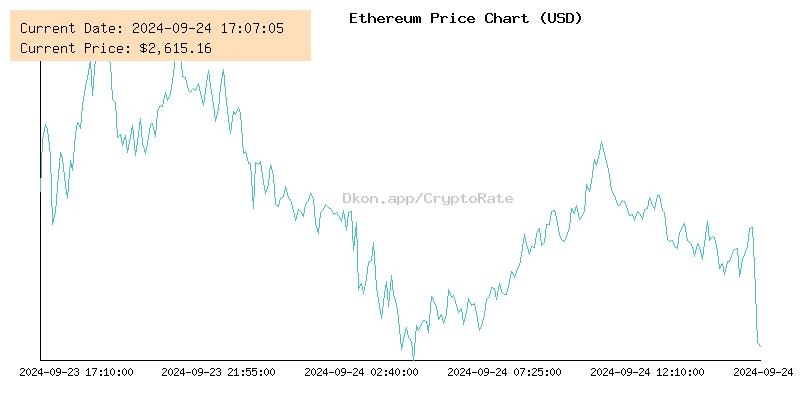 Ethereum Price Chart (USD)
Current Date: 2024-09-24 17:07:05
Current Price: $2,615.16
Dkon.app/CryptoRate
2024-09-23 17:10:00 2024-09-23 21:55:00 2024-09-24 02:40:00 2024-09-24 07:25:00 2024-09-24 12:10:00 2024-09-24